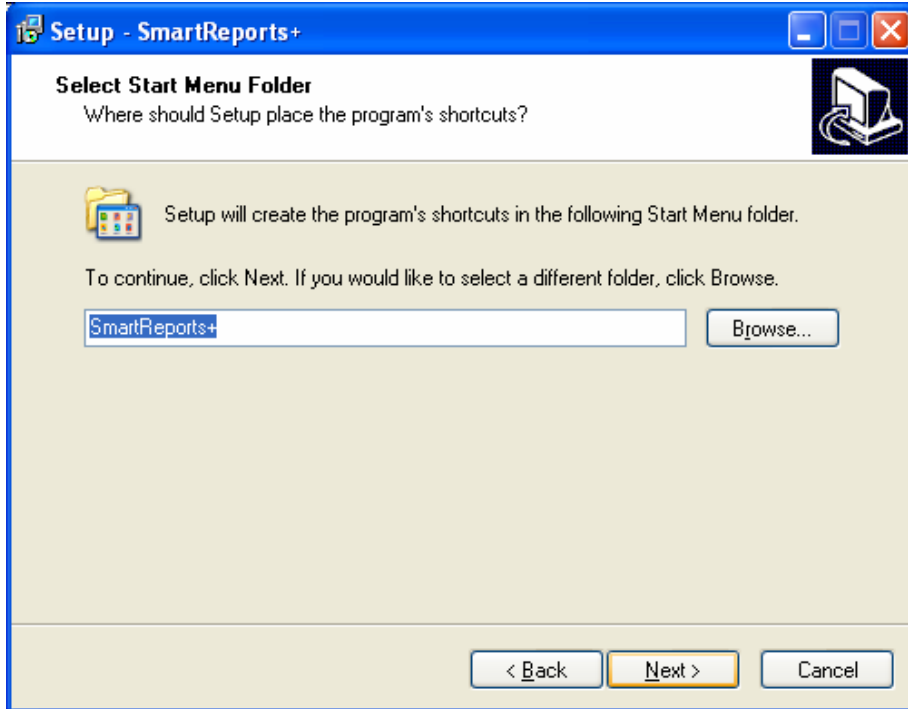 Setup - SmartReports+
Select Start Menu Folder
Where should Setup place the program's shortcuts?
Setup will create the program's shortcuts in the following Start Menu folder.
To continue, click Next. If you would like to select a different folder, click Browse.
SmartReports+
Browse...
< Back
Next >
Cancel